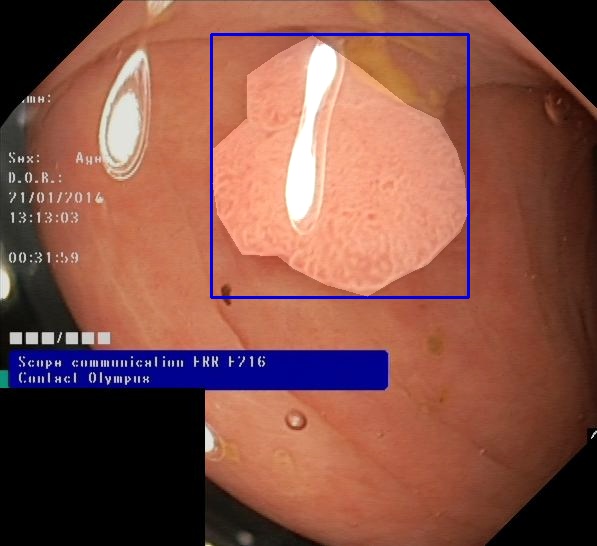 Sex: Age
D.O.B.:
21/01/2016
13:13:03
00:31:59
■■■/■■■
Scope communication ERR E216
Contact Olympus